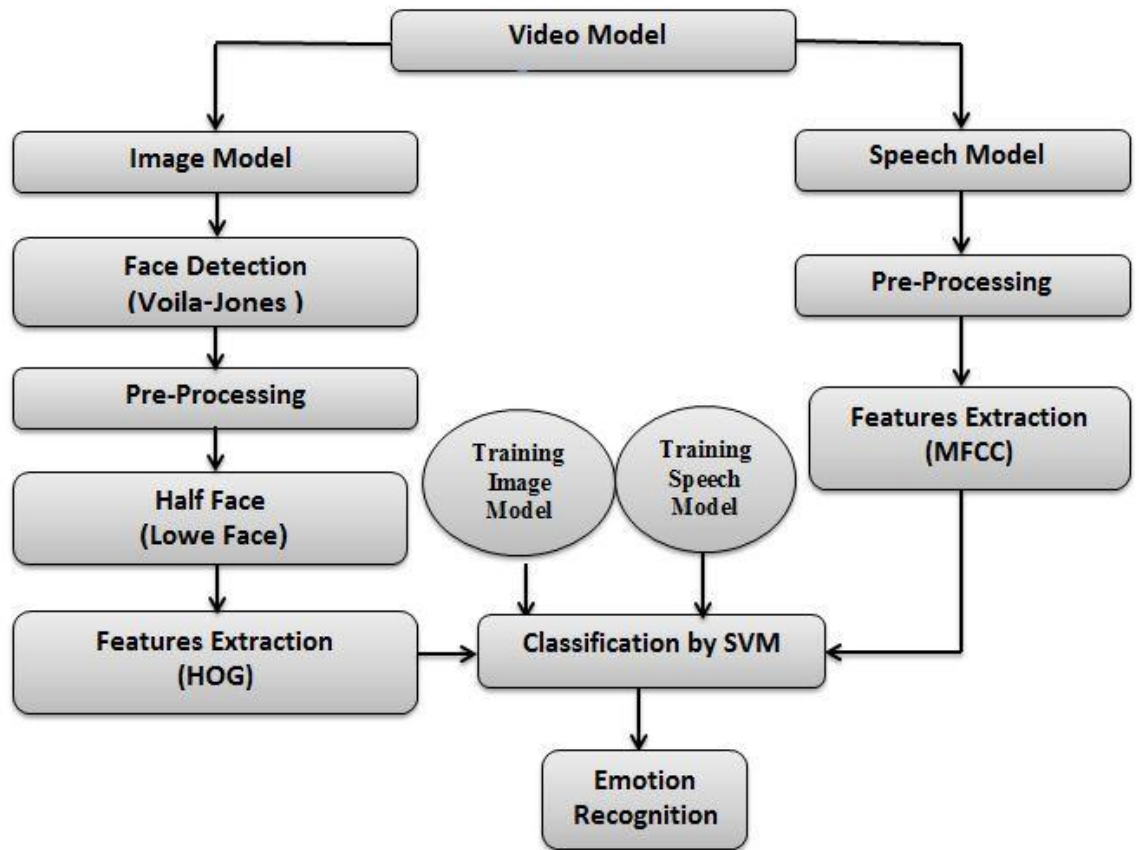 Video Model
Image Model
Speech Model
Face Detection
(Voila-Jones )
Pre-Processing
Pre-Processing
Half Face
(Lowe Face)
Training
Image
Model
Training
Speech
Model
Features Extraction
(MFCC)
Features Extraction
(HOG)
Classification by SVM
Emotion
Recognition